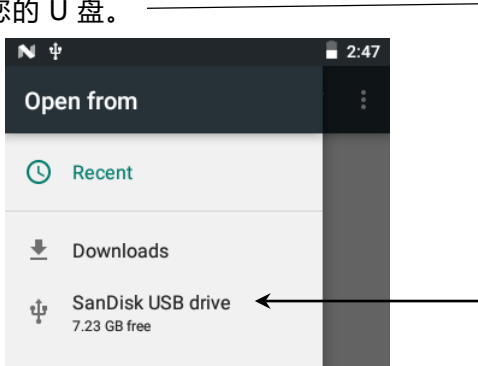 您的 U 盘。
2:47
Open from
Recent
Downloads
SanDisk USB drive
7.23 GB free